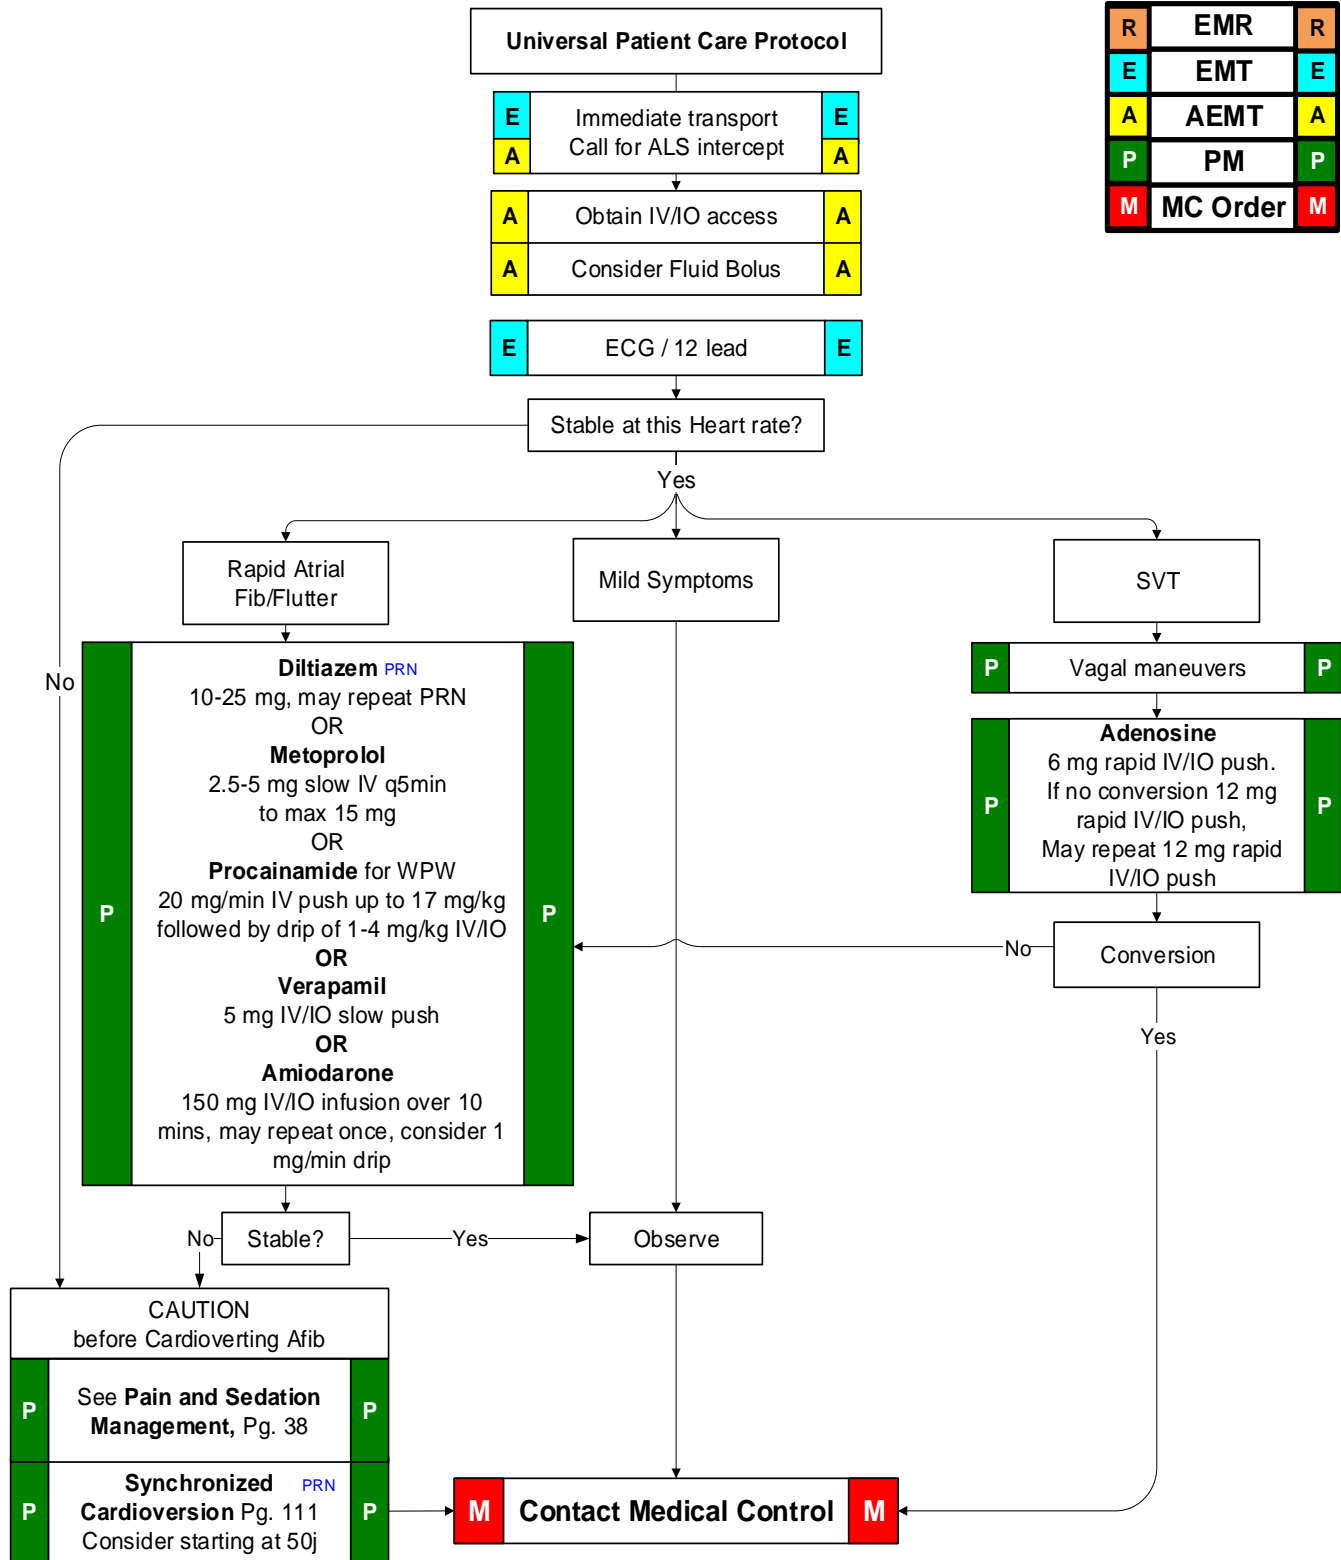 Universal Patient Care Protocol
R EMR R
E EMT E
A AEMT A
P PM P
M MC Order M
E Immediate transport E
A Call for ALS intercept A
A Obtain IV/IO access A
A Consider Fluid Bolus A
E ECG / 12 lead E
Stable at this Heart rate?
Yes
No
Rapid Atrial
Fib/Flutter
Mild Symptoms
SVT
P P
Diltiazem PRN
10-25 mg, may repeat PRN
OR
Metoprolol
2.5-5 mg slow IV q5min
to max 15 mg
OR
Procainamide for WPW
20 mg/min IV push up to 17 mg/kg
followed by drip of 1-4 mg/kg IV/IO
OR
Verapamil
5 mg IV/IO slow push
OR
Amiodarone
150 mg IV/IO infusion over 10
mins, may repeat once, consider 1
mg/min drip
P Vagal maneuvers P
P P
Adenosine
6 mg rapid IV/IO push.
If no conversion 12 mg
rapid IV/IO push,
May repeat 12 mg rapid
IV/IO push
No
Conversion
Yes
No
Stable?
Yes
Observe
CAUTION
before Cardioverting Afib
P P
See Pain and Sedation
Management, Pg. 38
P P
Synchronized PRN
Cardioversion Pg. 111
Consider starting at 50j
M Contact Medical Control M